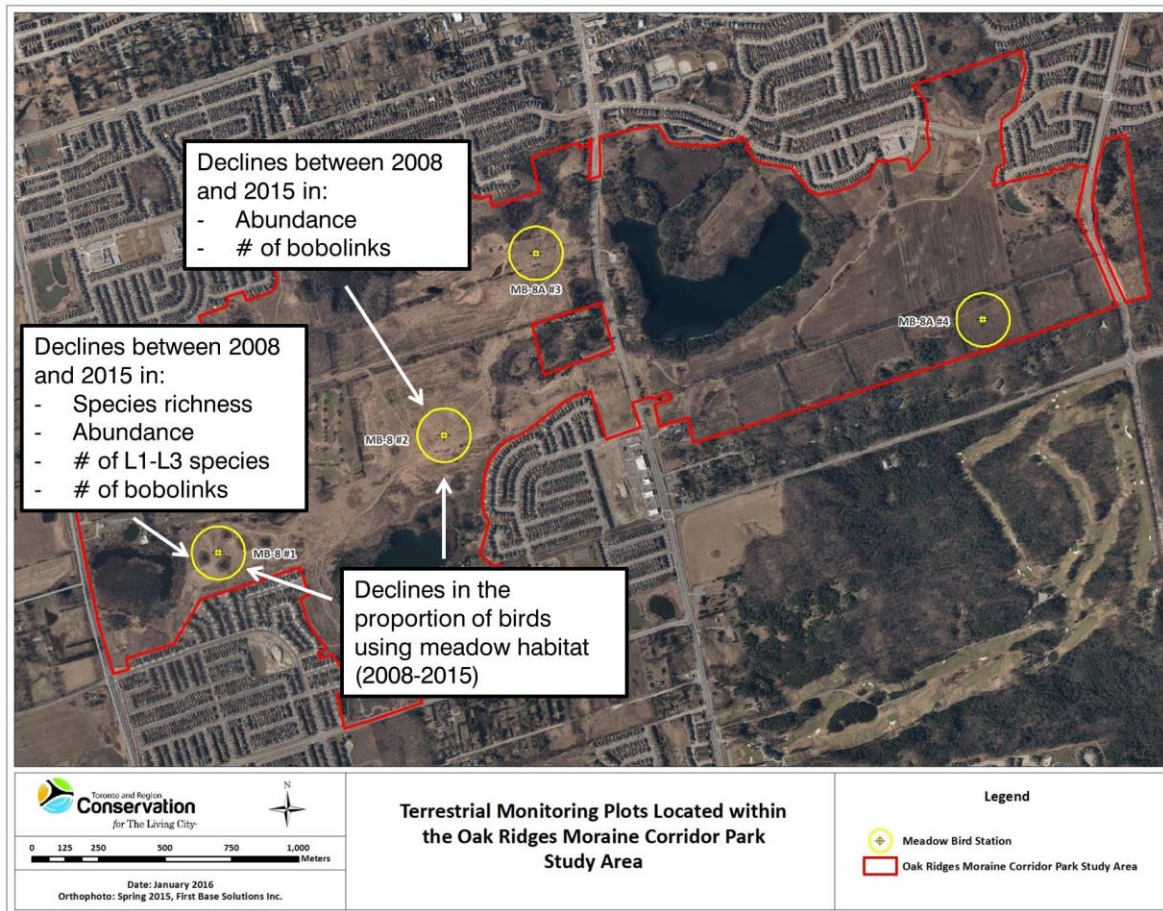 Declines between 2008
and 2015 in:
- Abundance
- # of bobolinks
MB-8A #3
MB-8A #4
Declines between 2008
and 2015 in:
- Species richness
- Abundance
- # of L1-L3 species
- # of bobolinks
MB-8 #2
MB-8 #1
Declines in the
proportion of birds
using meadow habitat
(2008-2015)
Toronto and Region
Conservation
for The Living City·
N
0 125 250 500 750 1,000
Meters
Date: January 2016
Orthophoto: Spring 2015, First Base Solutions Inc.
Terrestrial Monitoring Plots Located within
the Oak Ridges Moraine Corridor Park
Study Area
Legend
Meadow Bird Station
Oak Ridges Moraine Corridor Park Study Area